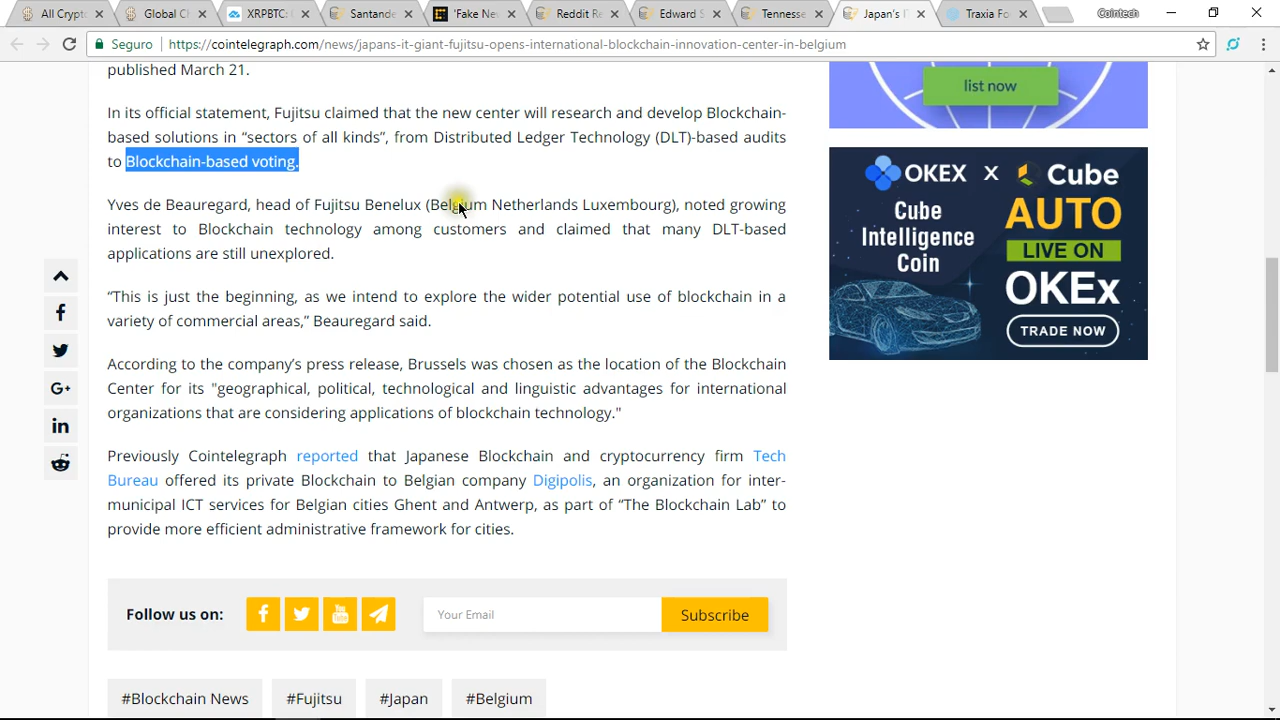 All Crypto
Global Ch
XRPBTC:
Santande
'Fake Ne
Reddit R
Edward S
Tennesse
Japan's I
Traxia Fo
Cointech
Seguro
https://cointelegraph.com/news/japans-it-giant-fujitsu-opens-international-blockchain-innovation-center-in-belgium
published March 21.
In its official statement, Fujitsu claimed that the new center will research and develop Blockchain-
based solutions in “sectors of all kinds”, from Distributed Ledger Technology (DLT)-based audits
to Blockchain-based voting.
Yves de Beauregard, head of Fujitsu Benelux (Belgium Netherlands Luxembourg), noted growing
interest to Blockchain technology among customers and claimed that many DLT-based
applications are still unexplored.
“This is just the beginning, as we intend to explore the wider potential use of blockchain in a
variety of commercial areas,” Beauregard said.
According to the company’s press release, Brussels was chosen as the location of the Blockchain
Center for its "geographical, political, technological and linguistic advantages for international
organizations that are considering applications of blockchain technology."
Previously Cointelegraph reported that Japanese Blockchain and cryptocurrency firm Tech
Bureau offered its private Blockchain to Belgian company Digipolis, an organization for inter-
municipal ICT services for Belgian cities Ghent and Antwerp, as part of “The Blockchain Lab” to
provide more efficient administrative framework for cities.
Follow us on:
Your Email
Subscribe
#Blockchain News
#Fujitsu
#Japan
#Belgium
list now
OKEX X Cube
Cube
Intelligence
Coin
AUTO
LIVE ON
OKEx
TRADE NOW